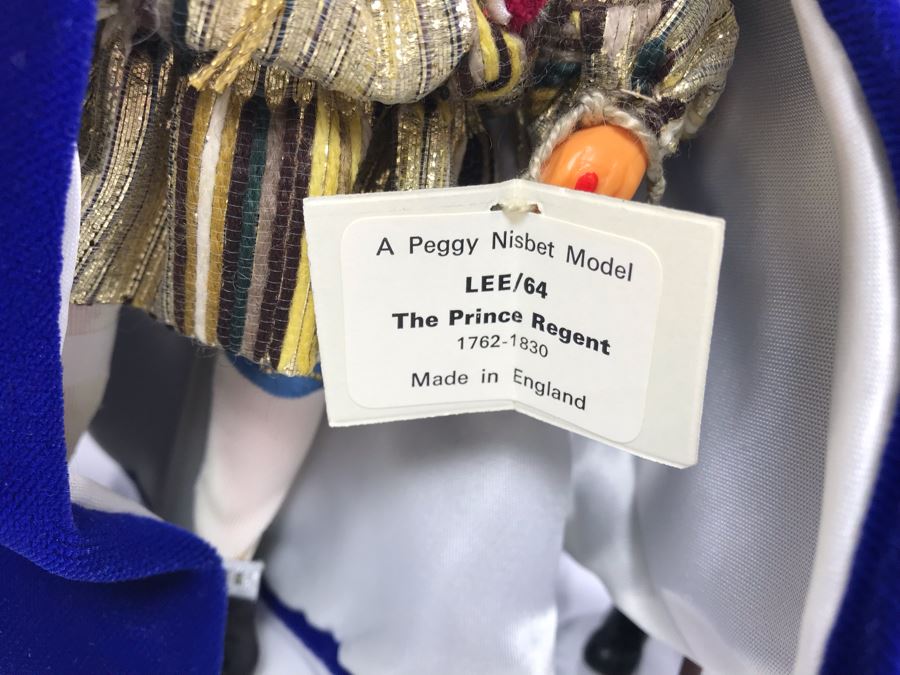 A Peggy Nisbet Model
LEE/64
The Prince Regent
1762-1830
Made in England